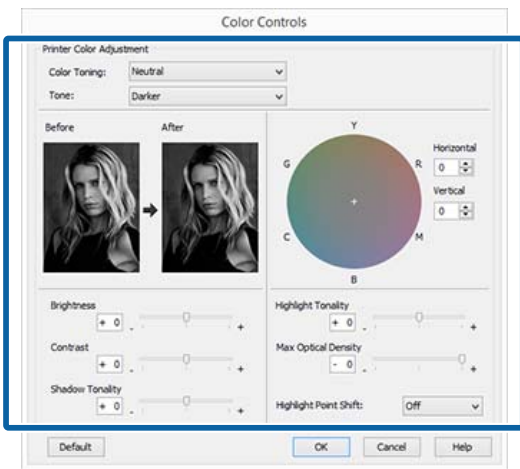 Color Controls
Printer Color Adjustment
Color Toning: Neutral
Tone: Darker
Before After
Y
G R
C M
B
Horizontal
0
Vertical
0
Brightness
+ 0 - +
Contrast
+ 0 - +
Shadow Tonality
+ 0 - +
Highlight Tonality
+ 0 - +
Max Optical Density
- 0 - +
Highlight Point Shift: Off
Default OK Cancel Help